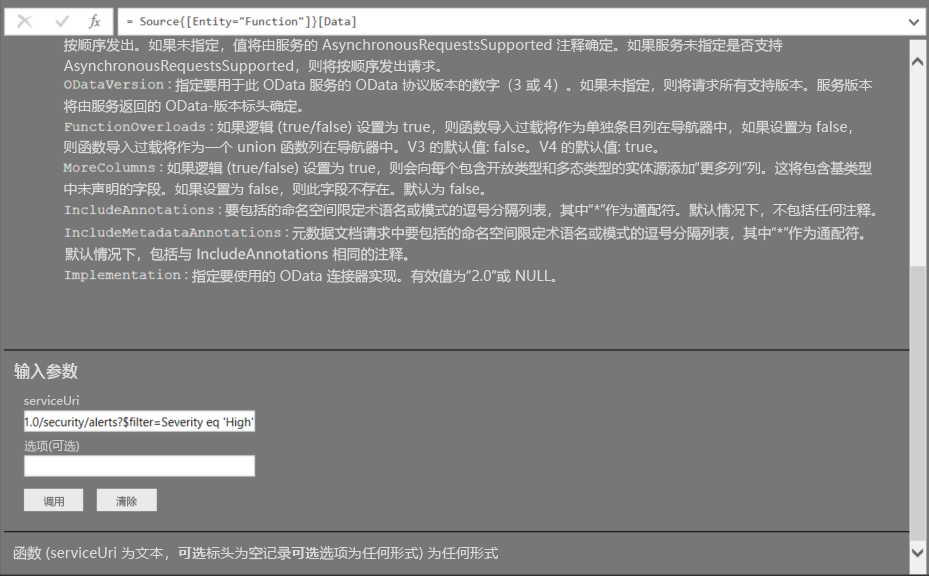 = Source{[Entity="Function"]}[Data]
按顺序发出。如果未指定，值将由服务的 AsynchronousRequestsSupported 注释确定。如果服务未指定是否支持
AsynchronousRequestsSupported，则将按顺序发出请求。
ODataVersion：指定要用于此 OData 服务的 OData 协议版本的数字（3 或 4）。如果未指定，则将请求所有支持版本。服务版本
将由服务返回的 OData-版本标头确定。
FunctionOverloads：如果逻辑 (true/false) 设置为 true，则函数导入过载将作为单独条目列在导航器中，如果设置为 false，
则函数导入过载将作为一个 union 函数列在导航器中。V3 的默认值: false。V4 的默认值: true。
MoreColumns：如果逻辑 (true/false) 设置为 true，则会向每个包含开放类型和多态类型的实体源添加"更多列"列。这将包含基类型
中未声明的字段。如果设置为 false，则此字段不存在。默认为 false。
IncludeAnnotations：要包括的命名空间限定术语名或模式的逗号分隔列表，其中"*"作为通配符。默认情况下，不包括任何注释。
IncludeMetadataAnnotations：元数据文档请求中要包括的命名空间限定术语名或模式的逗号分隔列表，其中"*"作为通配符。
默认情况下，包括与 IncludeAnnotations 相同的注释。
Implementation：指定要使用的 OData 连接器实现。有效值为"2.0"或 NULL。
输入参数
serviceUri
1.0/security/alerts?$filter=Severity eq 'High'
选项(可选)
调用 清除
函数 (serviceUri 为文本，可选标头为空记录可选选项为任何形式) 为任何形式